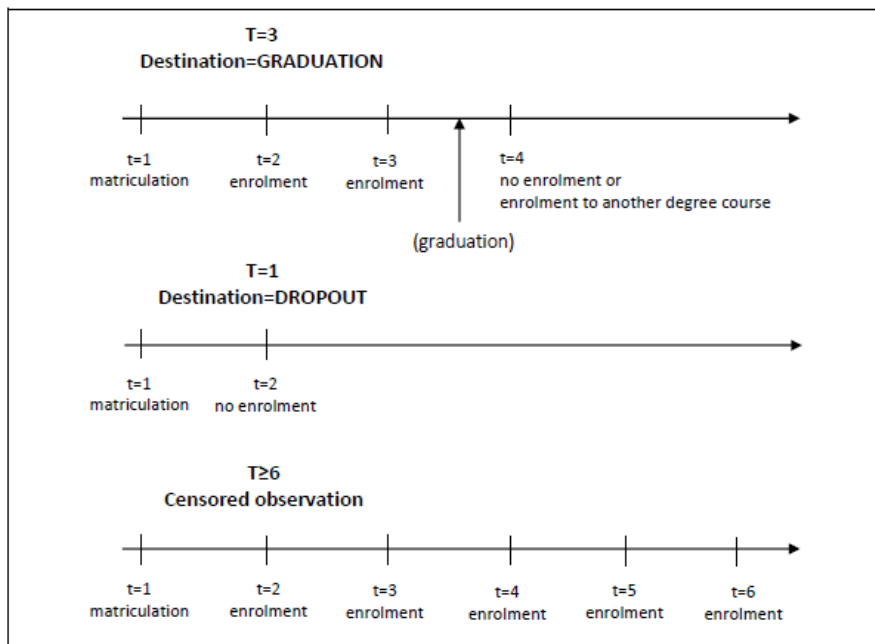 T=3
Destination=GRADUATION
t=1 t=2 t=3 t=4
matriculation enrolment enrolment no enrolment or
enrolment to another degree course
(graduation)
T=1
Destination=DROPOUT
t=1 t=2
matriculation no enrolment
T≥6
Censored observation
t=1 t=2 t=3 t=4 t=5 t=6
matriculation enrolment enrolment enrolment enrolment enrolment